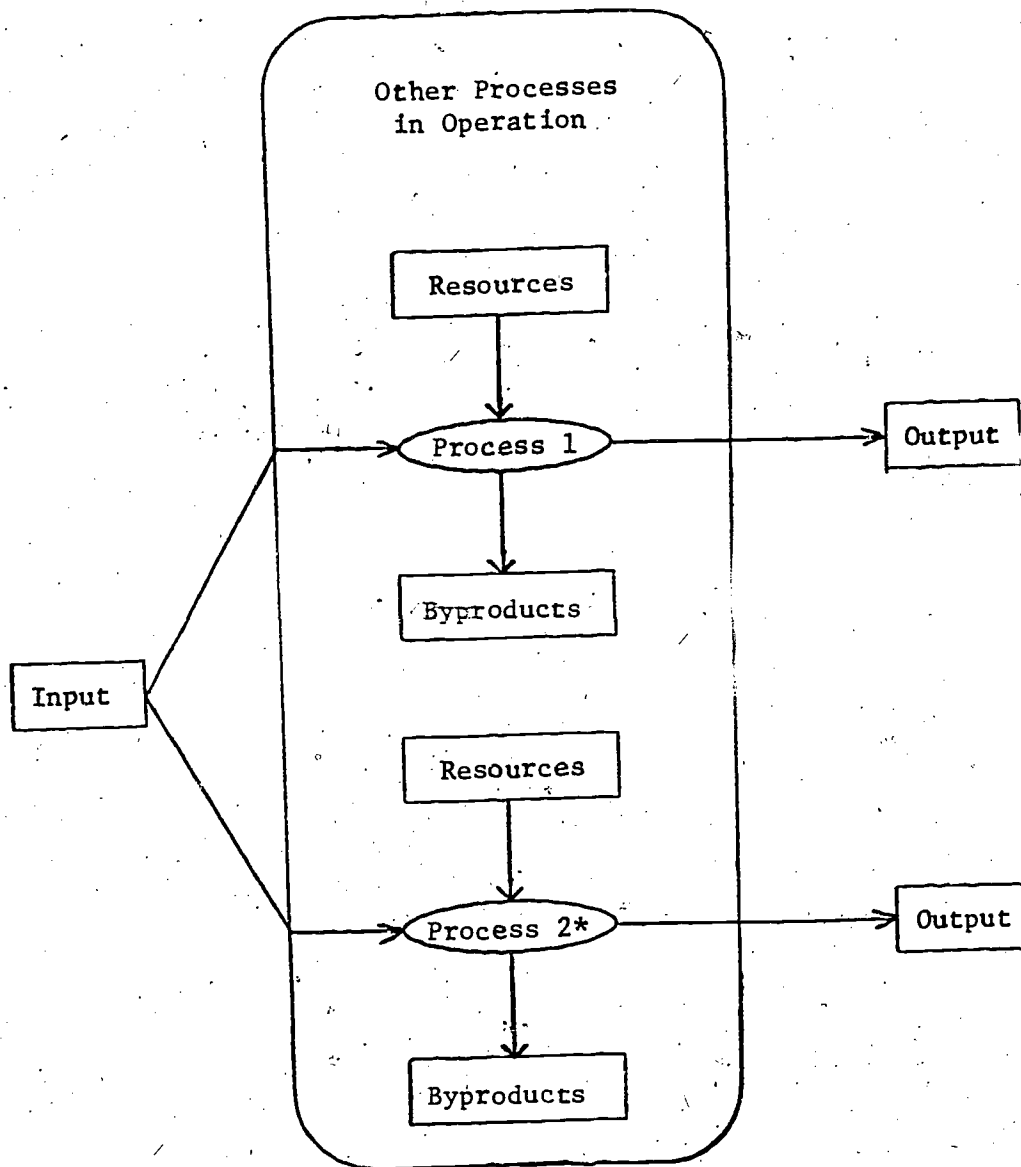 Other Processes
in Operation
Resources
Process 1
Output
Byproducts
Input
Resources
Process 2*
Output
Byproducts